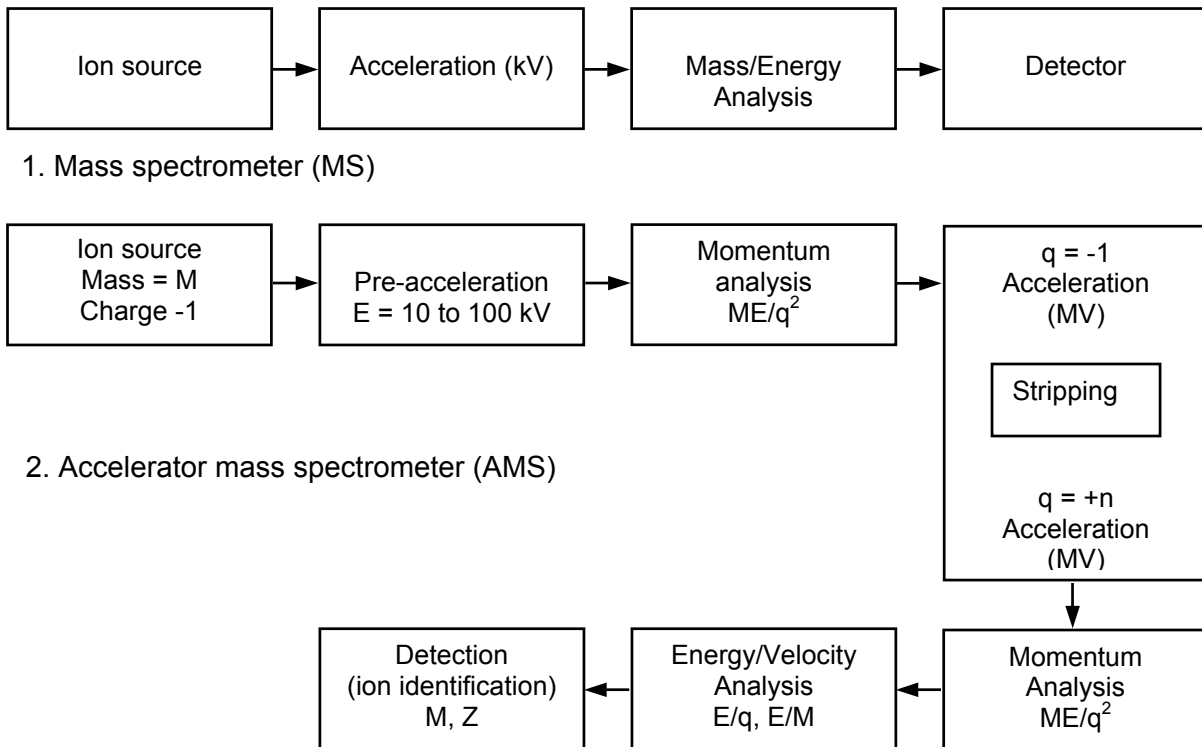 Ion source
Acceleration (kV)
Mass/Energy
Analysis
Detector
1. Mass spectrometer (MS)
Ion source
Mass = M
Charge -1
Pre-acceleration
E = 10 to 100 kV
Momentum
analysis
ME/q²
q = -1
Acceleration
(MV)
Stripping
q = +n
Acceleration
(MV)
2. Accelerator mass spectrometer (AMS)
Momentum
Analysis
ME/q²
Energy/Velocity
Analysis
E/q, E/M
Detection
(ion identification)
M, Z